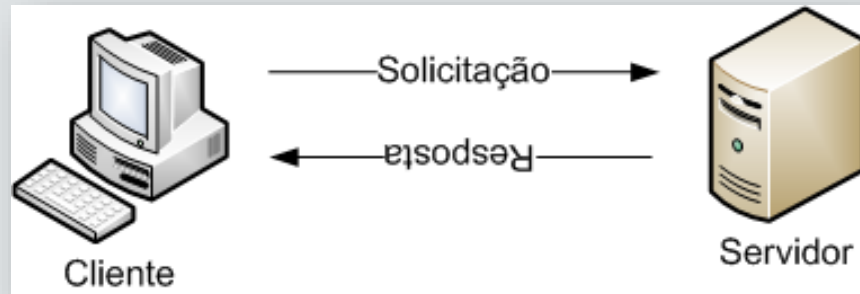 Solicitação
Resposta
Cliente
Servidor